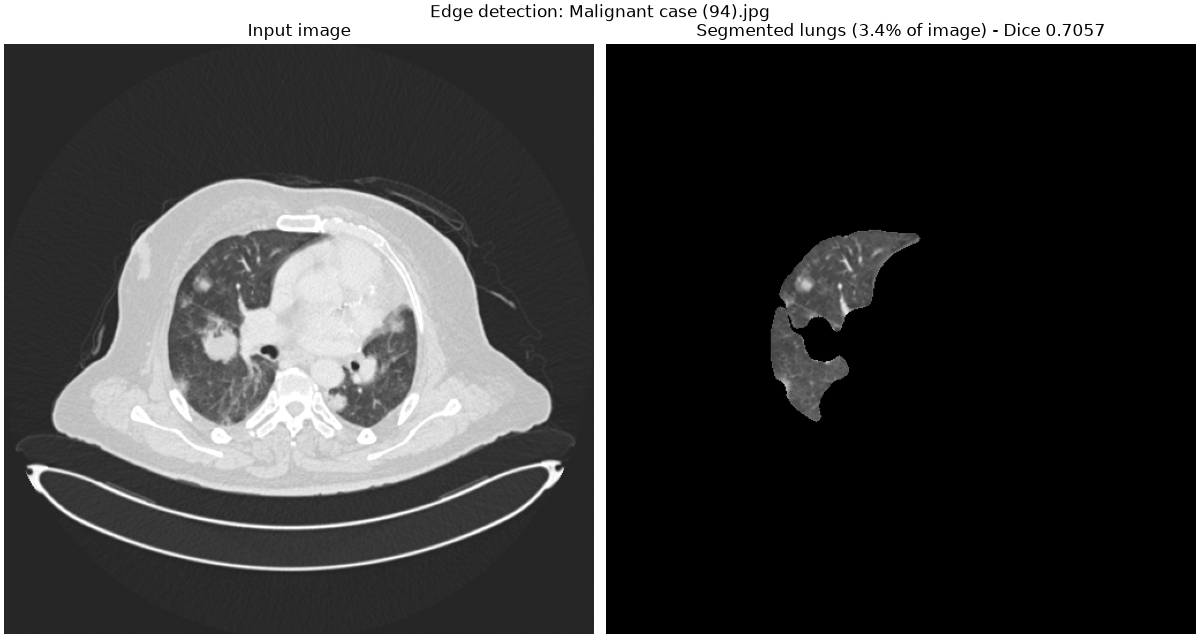 Edge detection: Malignant case (94).jpg
Input image
Segmented lungs (3.4% of image) - Dice 0.7057